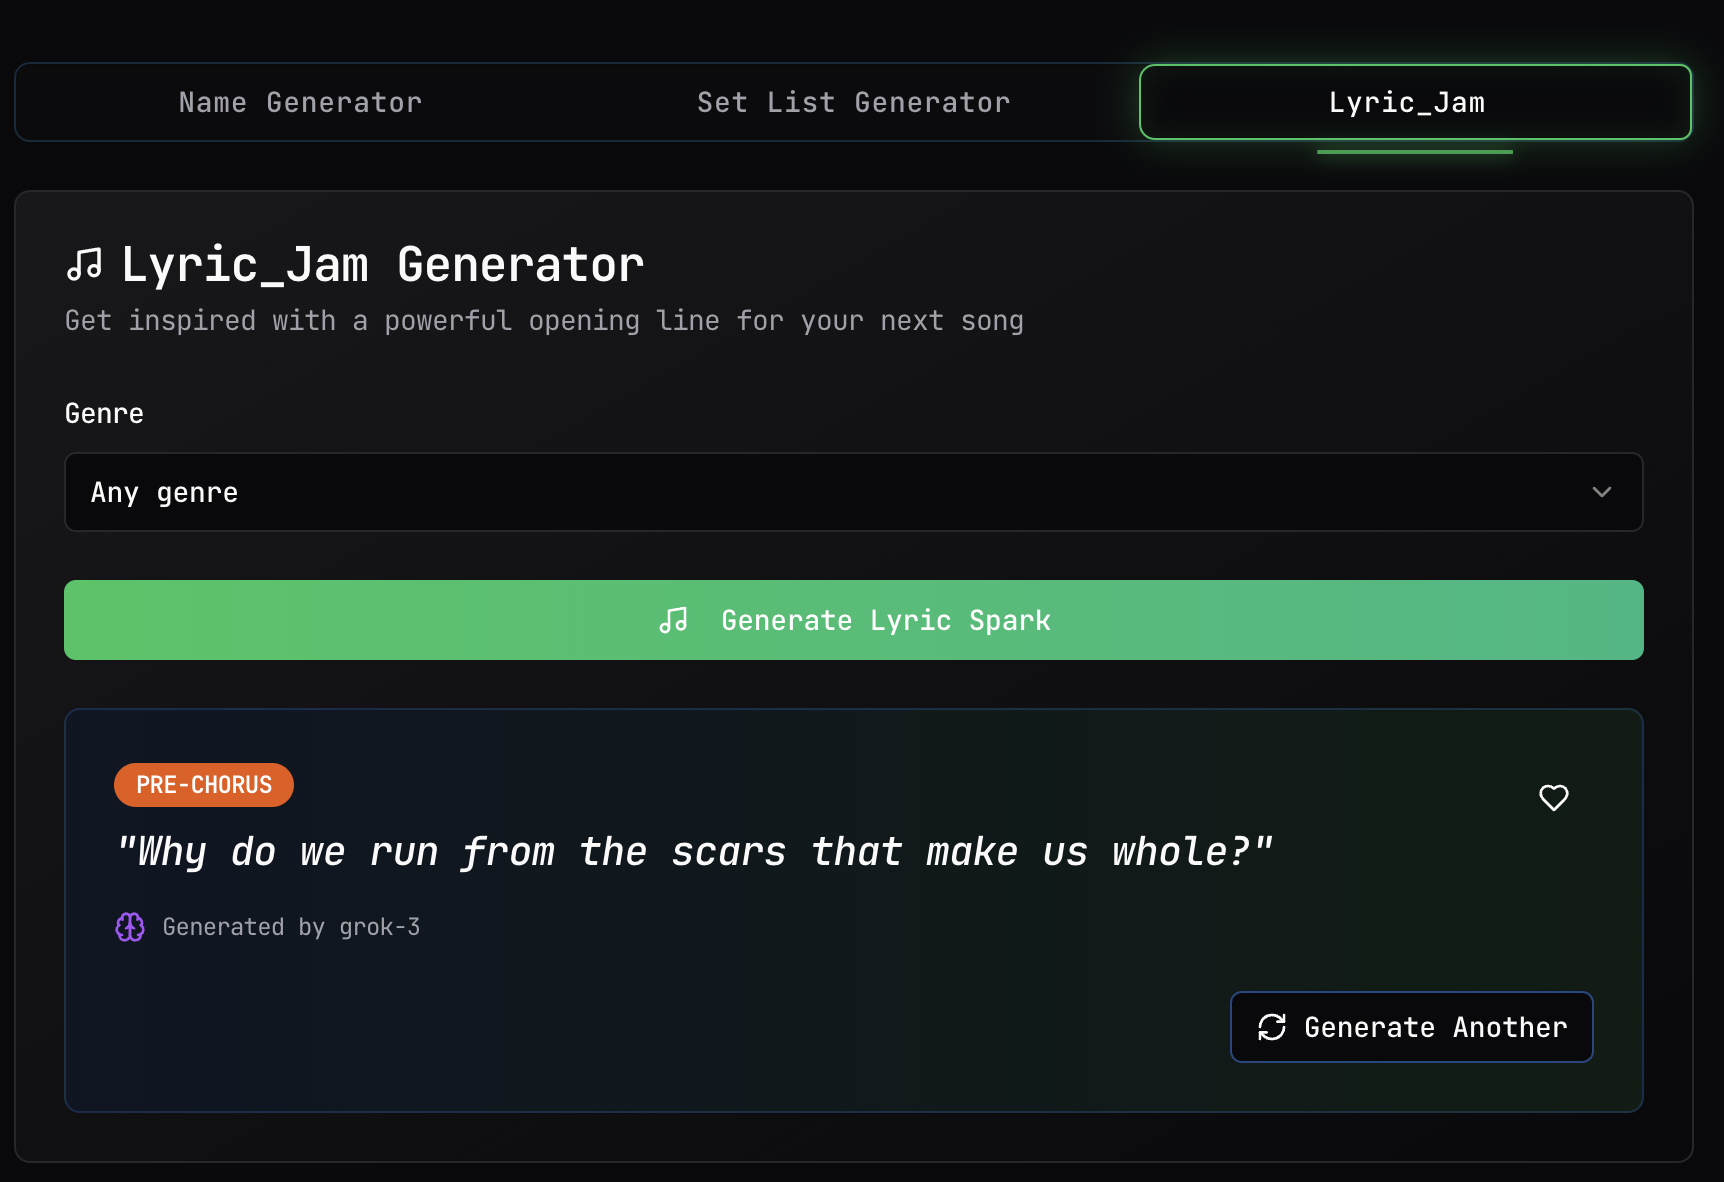 Name Generator
Set List Generator
Lyric_Jam
Lyric_Jam Generator
Get inspired with a powerful opening line for your next song
Genre
Any genre
Generate Lyric Spark
PRE-CHORUS
"Why do we run from the scars that make us whole?"
Generated by grok-3
Generate Another